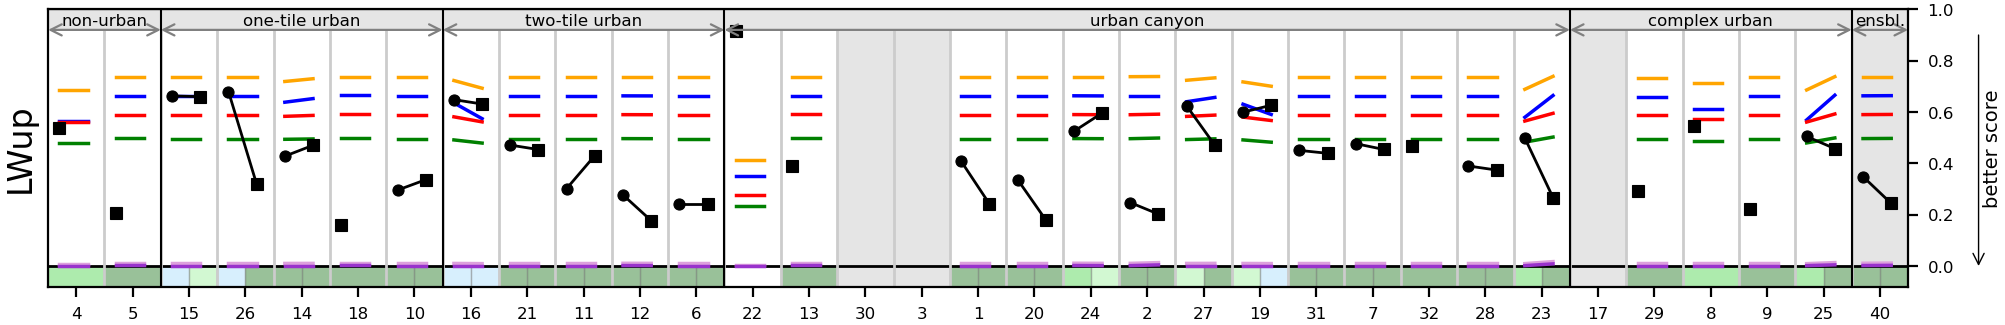 non-urban one-tile urban two-tile urban urban canyon complex urban ensbl.
1.0
0.8
0.6
0.4
0.2
0.0
LWup
better score
4 5 15 26 14 18 10 16 21 11 12 6 22 13 30 3 1 20 24 2 27 19 31 7 32 28 23 17 29 8 9 25 40